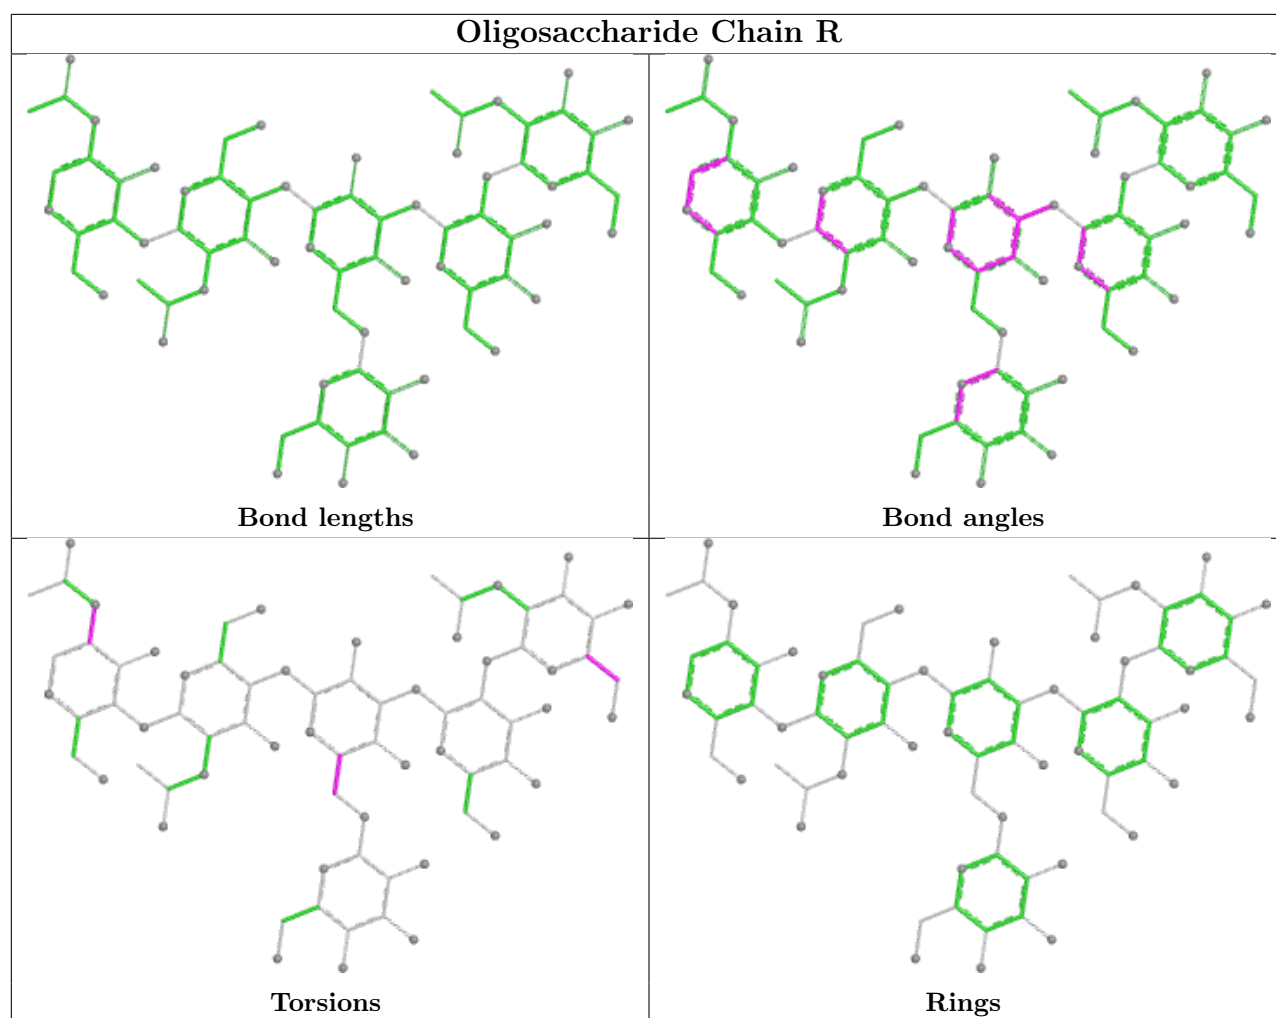 Oligosaccharide Chain R
Bond lengths
Bond angles
Torsions
Rings